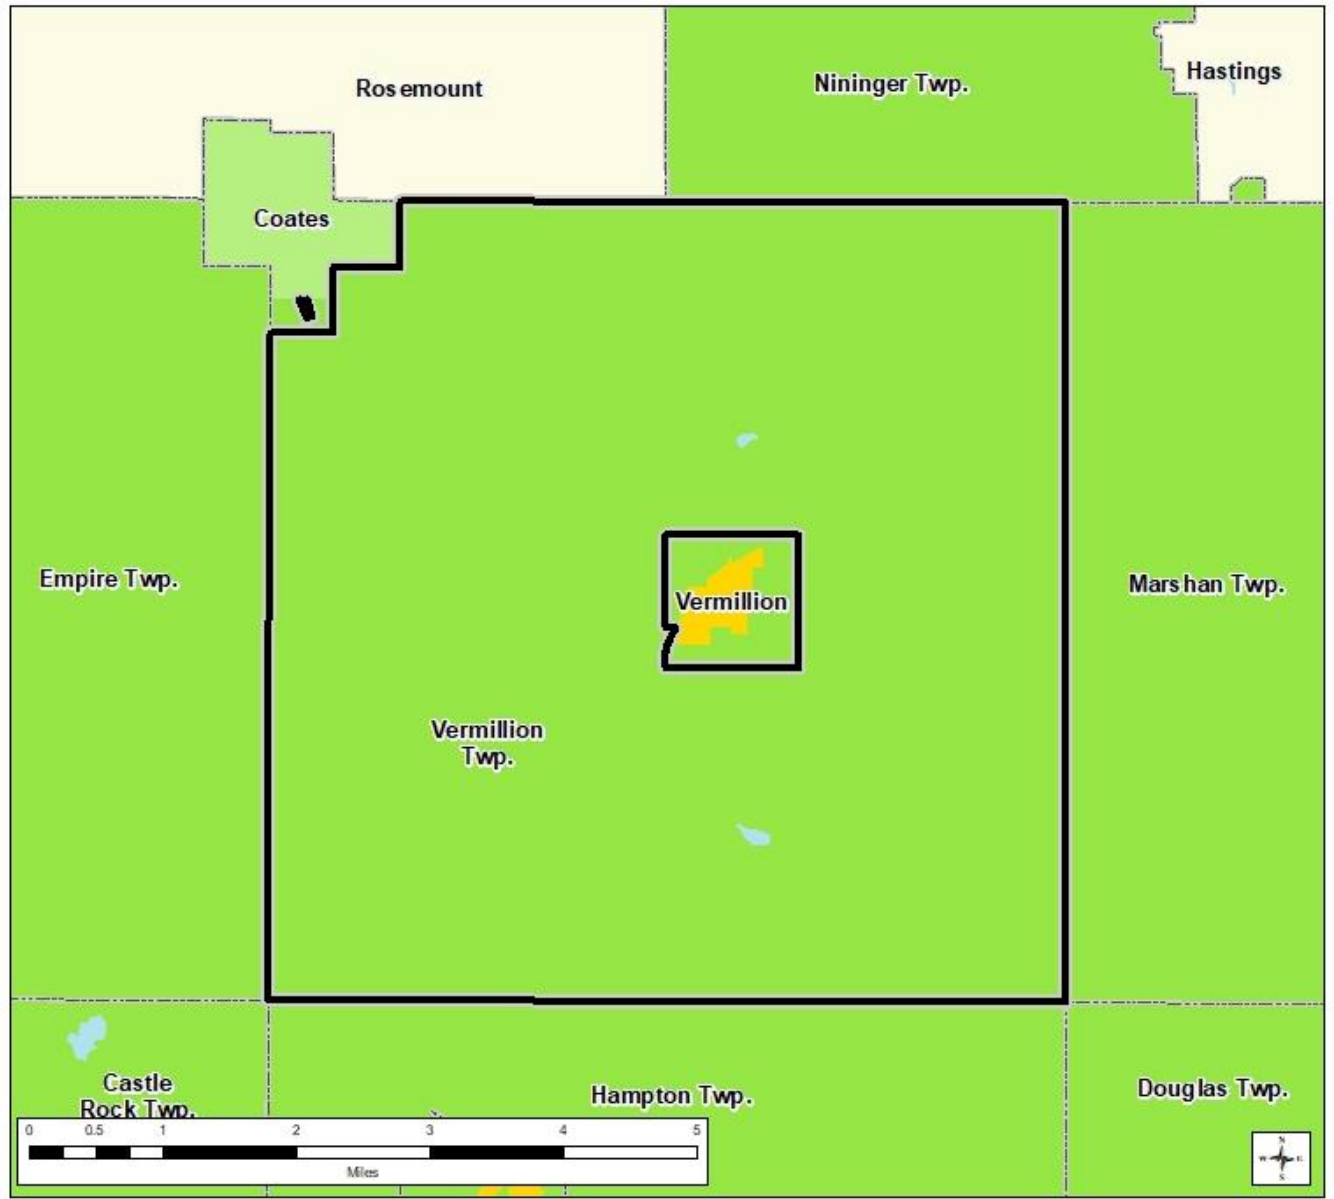 Rosemount
Nininger Twp.
Hastings
Coates
Empire Twp.
Vermillion
Marshan Twp.
Vermillion
Twp.
Castle
Rock Twp.
Hampton Twp.
Douglas Twp.
0 0.5 1 2 3 4 5
Miles
N
W E
S